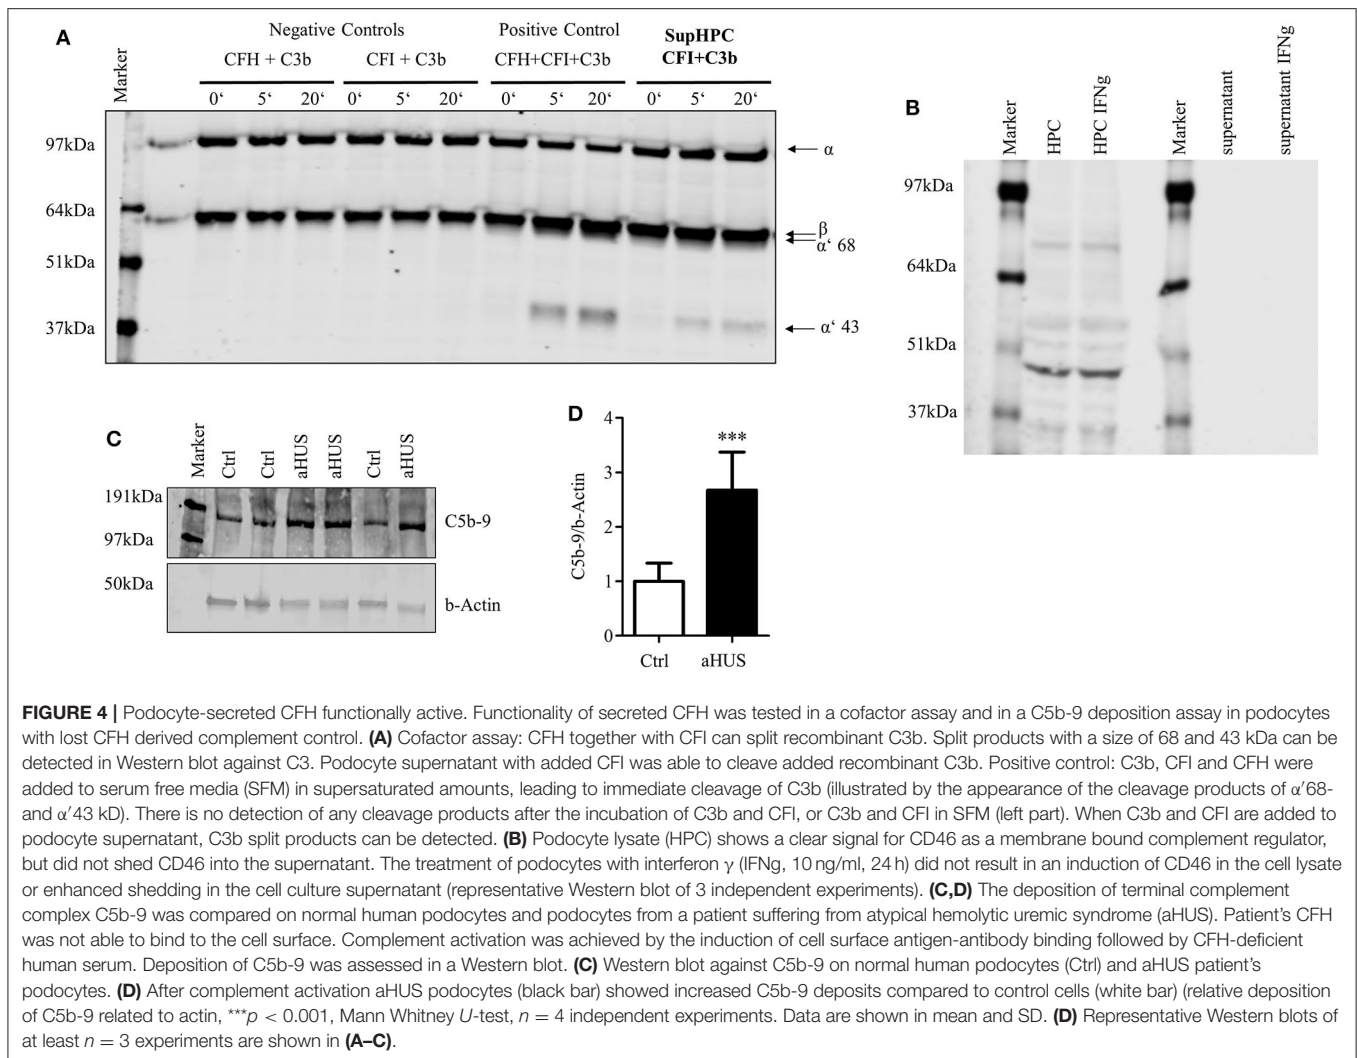 A
Negative Controls
Positive Control
SupHPC
CFH + C3b
CFI + C3b
CFH+CFI+C3b
CFI+C3b
Marker
0‘ 5‘ 20‘ 0‘ 5‘ 20‘ 0‘ 5‘ 20‘ 0‘ 5‘ 20‘
97kDa
64kDa
51kDa
37kDa
α
β
α‘ 68
α‘ 43
B
Marker
HPC
HPC IFNg
Marker
supernatant
supernatant IFNg
97kDa
64kDa
51kDa
37kDa
C
Marker
Ctrl
Ctrl
aHUS
aHUS
Ctrl
aHUS
191kDa
97kDa
50kDa
C5b-9
b-Actin
D
C5b-9/b-Actin
4
3
2
1
0
***
Ctrl aHUS
FIGURE 4 | Podocyte-secreted CFH functionally active. Functionality of secreted CFH was tested in a cofactor assay and in a C5b-9 deposition assay in podocytes
with lost CFH derived complement control. (A) Cofactor assay: CFH together with CFI can split recombinant C3b. Split products with a size of 68 and 43 kDa can be
detected in Western blot against C3. Podocyte supernatant with added CFI was able to cleave added recombinant C3b. Positive control: C3b, CFI and CFH were
added to serum free media (SFM) in supersaturated amounts, leading to immediate cleavage of C3b (illustrated by the appearance of the cleavage products of α′68-
and α′43 kD). There is no detection of any cleavage products after the incubation of C3b and CFI, or C3b and CFI in SFM (left part). When C3b and CFI are added to
podocyte supernatant, C3b split products can be detected. (B) Podocyte lysate (HPC) shows a clear signal for CD46 as a membrane bound complement regulator,
but did not shed CD46 into the supernatant. The treatment of podocytes with interferon γ (IFNg, 10 ng/ml, 24 h) did not result in an induction of CD46 in the cell lysate
or enhanced shedding in the cell culture supernatant (representative Western blot of 3 independent experiments). (C,D) The deposition of terminal complement
complex C5b-9 was compared on normal human podocytes and podocytes from a patient suffering from atypical hemolytic uremic syndrome (aHUS). Patient's CFH
was not able to bind to the cell surface. Complement activation was achieved by the induction of cell surface antigen-antibody binding followed by CFH-deficient
human serum. Deposition of C5b-9 was assessed in a Western blot. (C) Western blot against C5b-9 on normal human podocytes (Ctrl) and aHUS patient's
podocytes. (D) After complement activation aHUS podocytes (black bar) showed increased C5b-9 deposits compared to control cells (white bar) (relative deposition
of C5b-9 related to actin, ***p < 0.001, Mann Whitney U-test, n = 4 independent experiments. Data are shown in mean and SD. (D) Representative Western blots of
at least n = 3 experiments are shown in (A–C).